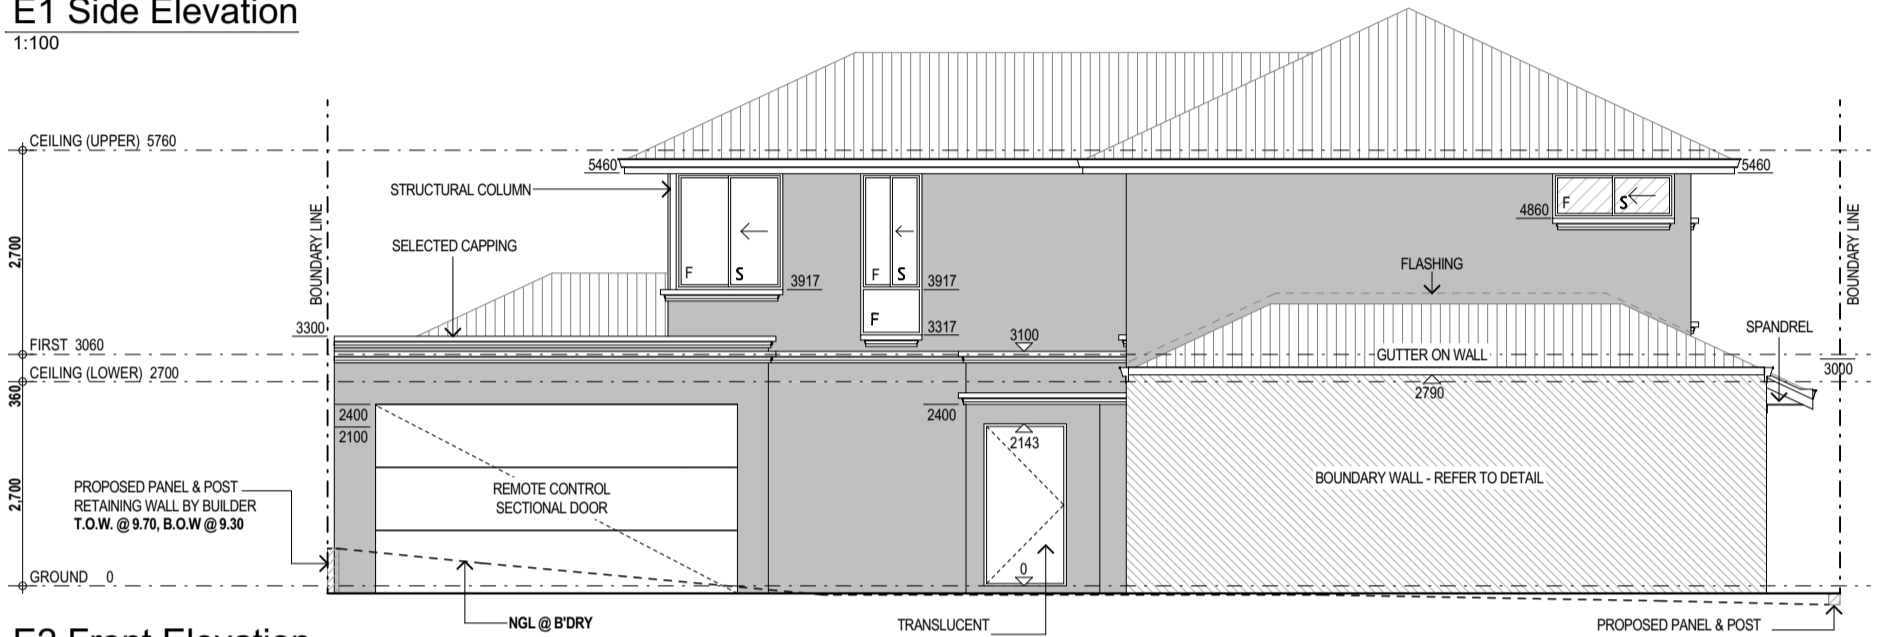 E1 Side Elevation
1:100
CEILING (UPPER) 5760
5460
5460
STRUCTURAL COLUMN
F
S
F
S
F
S
4860
BOUNDARY LINE
BOUNDARY LINE
2,700
SELECTED CAPPING
FLASHING
3917
3917
F
3317
3300
3100
SPANDREL
FIRST 3060
GUTTER ON WALL
3000
CEILING (LOWER) 2700
360
2790
2400
2100
2400
2143
2,700
PROPOSED PANEL & POST
RETAINING WALL BY BUILDER
T.O.W. @ 9.70, B.O.W @ 9.30
REMOTE CONTROL
SECTIONAL DOOR
BOUNDARY WALL - REFER TO DETAIL
GROUND 0
0
NGL @ B'DRY
TRANSLUCENT
PROPOSED PANEL & POST
E2 Front Elevation